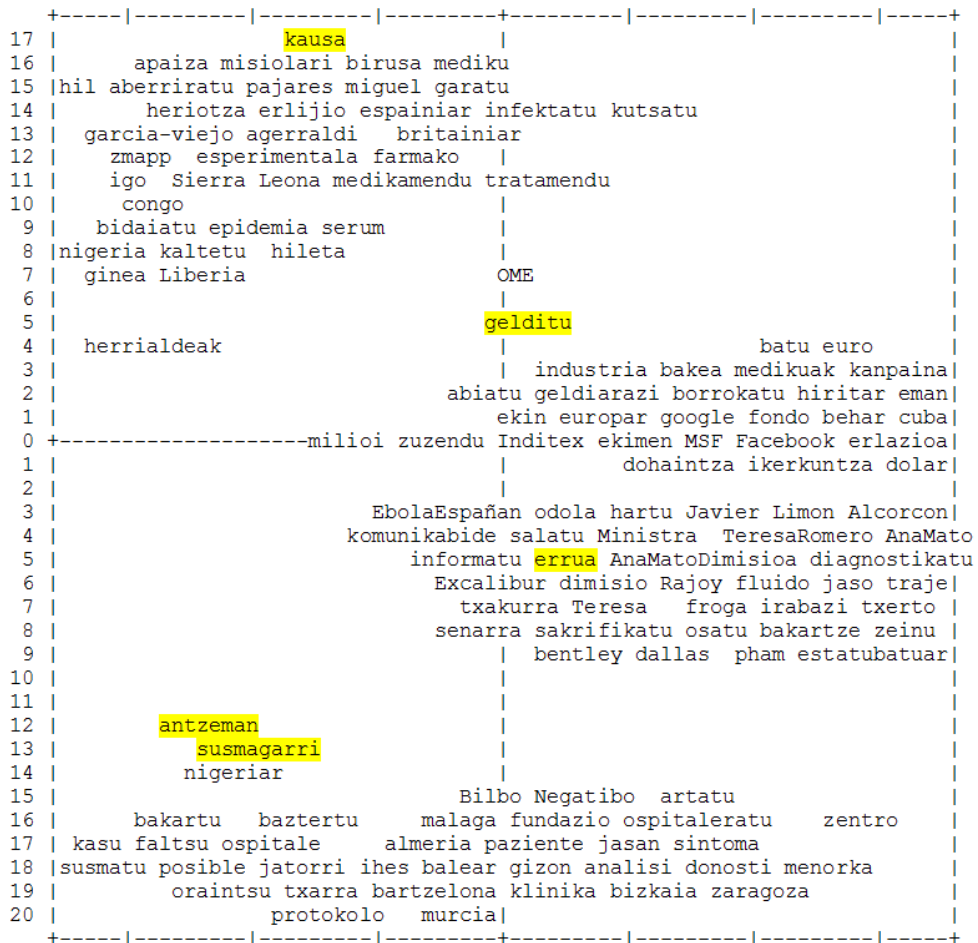 +-----|---------|---------|---------+---------|---------|---------|-----+
17 | kausa | |
16 | apaiza misiolari birusa mediku |
15 |hil aberriratu pajares miguel garatu |
14 | heriotza erlijio espainiar infektatu kutsatu |
13 | garcia-viejo agerraldi britainiar |
12 | zmapp esperimentala farmako | |
11 | igo Sierra Leona medikamendu tratamendu |
10 | congo | |
9 | bidaiatu epidemia serum | |
8 |nigeria kaltetu hileta | |
7 | ginea Liberia OME |
6 | | |
5 | gelditu |
4 | herrialdeak | batu euro |
3 | | industria bakea medikuak kanpaina|
2 | abiatu geldiarazi borrokatu hiritar eman|
1 | ekin europar google fondo behar cuba|
0 +--------------------milioi zuzendu Inditex ekimen MSF Facebook erlazioa|
1 | | dohaintza ikerkuntza dolar|
2 | | |
3 | EbolaEspañan odola hartu Javier Limon Alcorcon|
4 | komunikabide salatu Ministra TeresaRomero AnaMato
5 | informatu errua AnaMatoDimisioa diagnostikatu
6 | Excalibur dimisio Rajoy fluido jaso traje|
7 | txakurra Teresa froga irabazi txerto |
8 | senarra sakrifikatu osatu bakartze zeinu |
9 | | bentley dallas pham estatubatuar|
10 | | |
11 | | |
12 | antzeman | |
13 | susmagarri | |
14 | nigeriar | |
15 | Bilbo Negatibo artatu |
16 | bakartu baztertu malaga fundazio ospitaleratu zentro |
17 | kasu faltsu ospitale almeria paziente jasan sintoma |
18 |susmatu posible jatorri ihes balear gizon analisi donosti menorka |
19 | oraintsu txarra bartzelona klinika bizkaia zaragoza |
20 | protokolo murcia| |
+-----|---------|---------|---------+---------|---------|---------|-----+